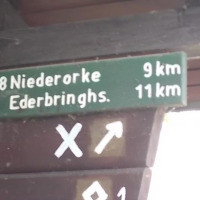 8 Niederorke 9 km
Ederbringhs. 11 km
X
1